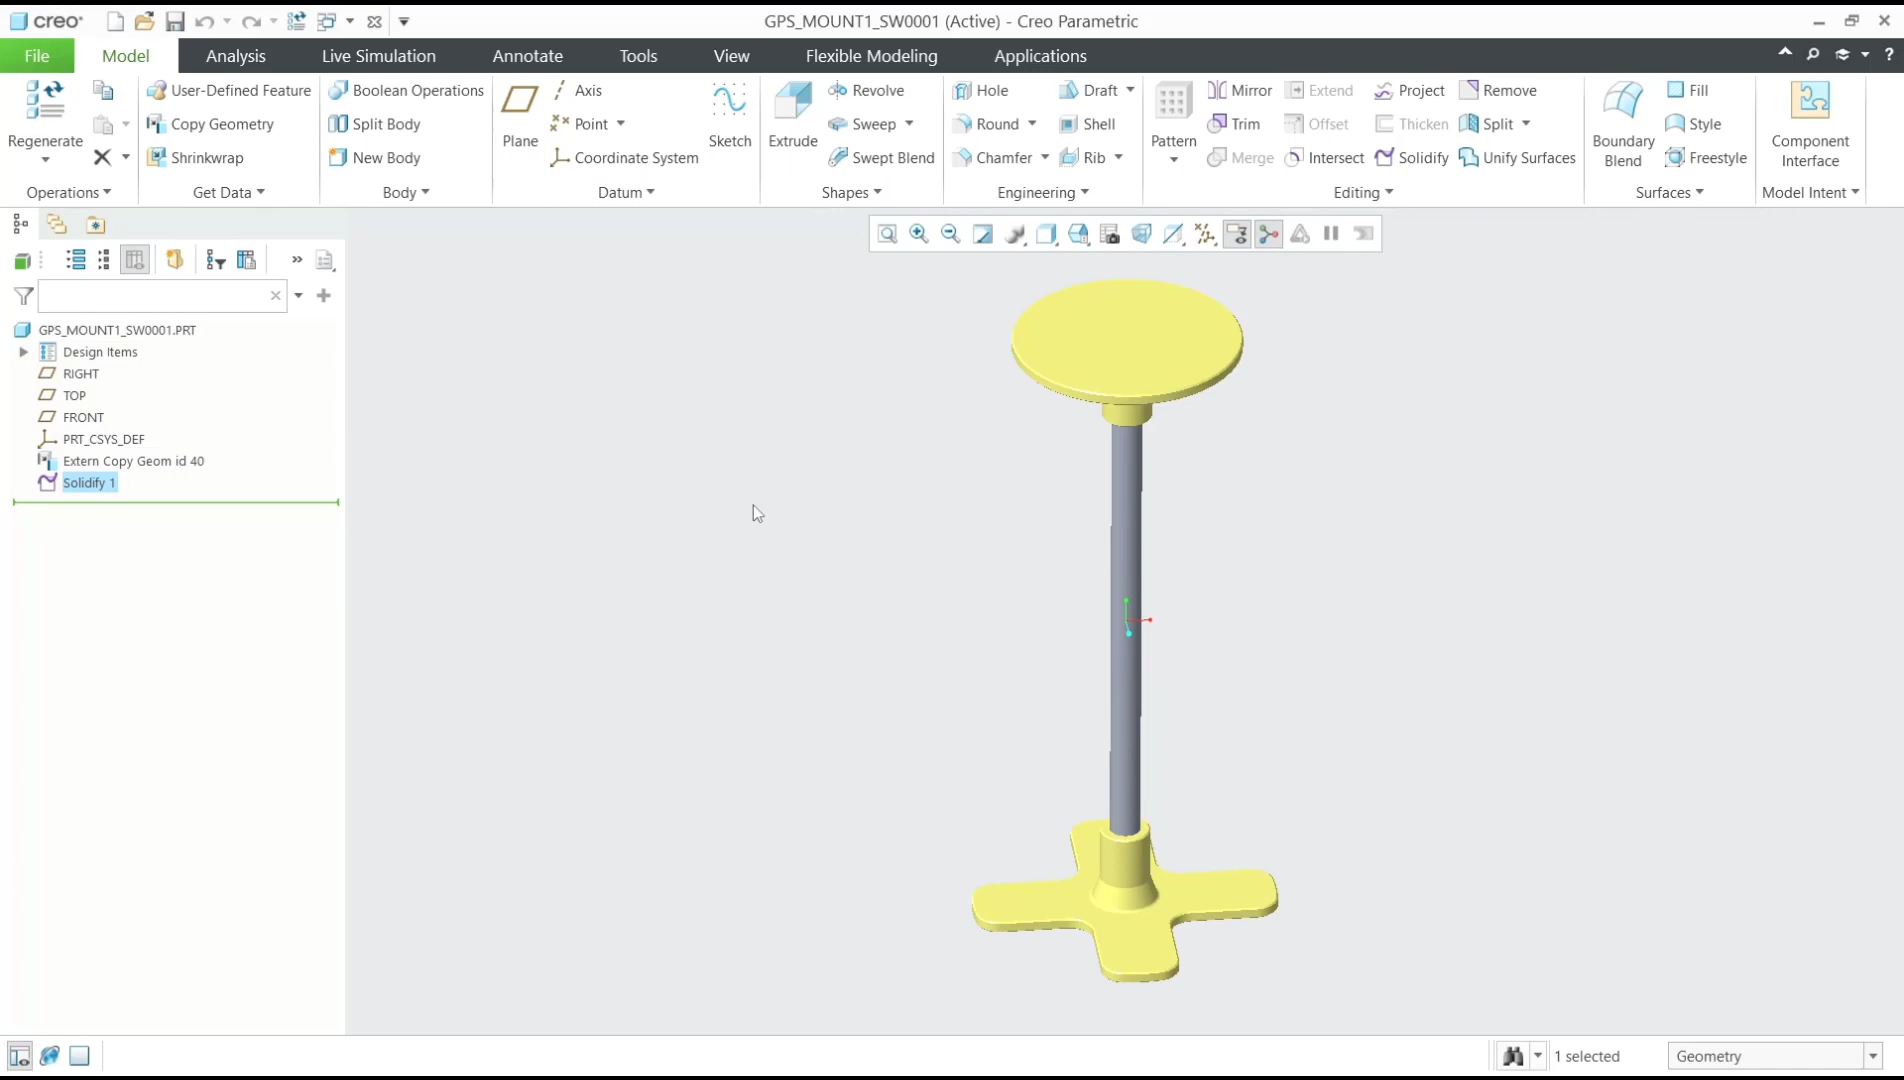 creo GPS_MOUNT1_SW0001 (Active) - Creo Parametric
File Model Analysis Live Simulation Annotate Tools View Flexible Modeling Applications
Regenerate
Operations
User-Defined Feature
Copy Geometry
Shrinkwrap
Get Data
Boolean Operations
Split Body
New Body
Body
Plane
Axis
Point
Coordinate System
Sketch
Datum
Extrude
Revolve
Sweep
Swept Blend
Shapes
Hole
Round
Chamfer
Draft
Shell
Rib
Engineering
Pattern
Mirror
Trim
Merge
Extend
Offset
Intersect
Project
Thicken
Solidify
Remove
Split
Unify Surfaces
Editing
Boundary
Blend
Fill
Style
Freestyle
Surfaces
Component
Interface
Model Intent
GPS_MOUNT1_SW0001.PRT
Design Items
RIGHT
TOP
FRONT
PRT_CSYS_DEF
Extern Copy Geom id 40
Solidify 1
1 selected
Geometry